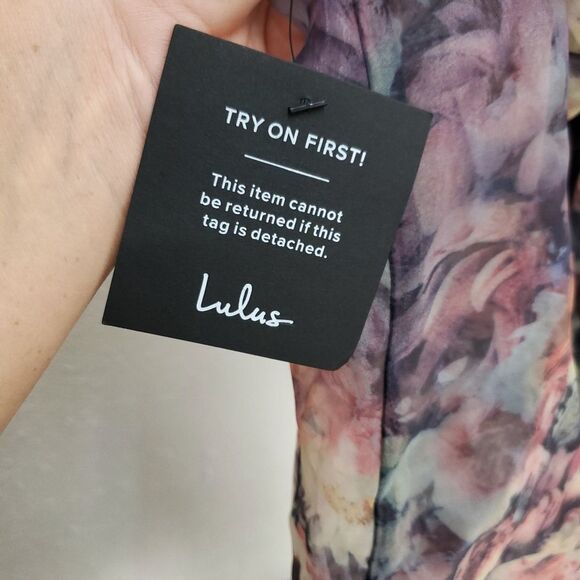 TRY ON FIRST!
This item cannot
be returned if this
tag is detached.
Lulus